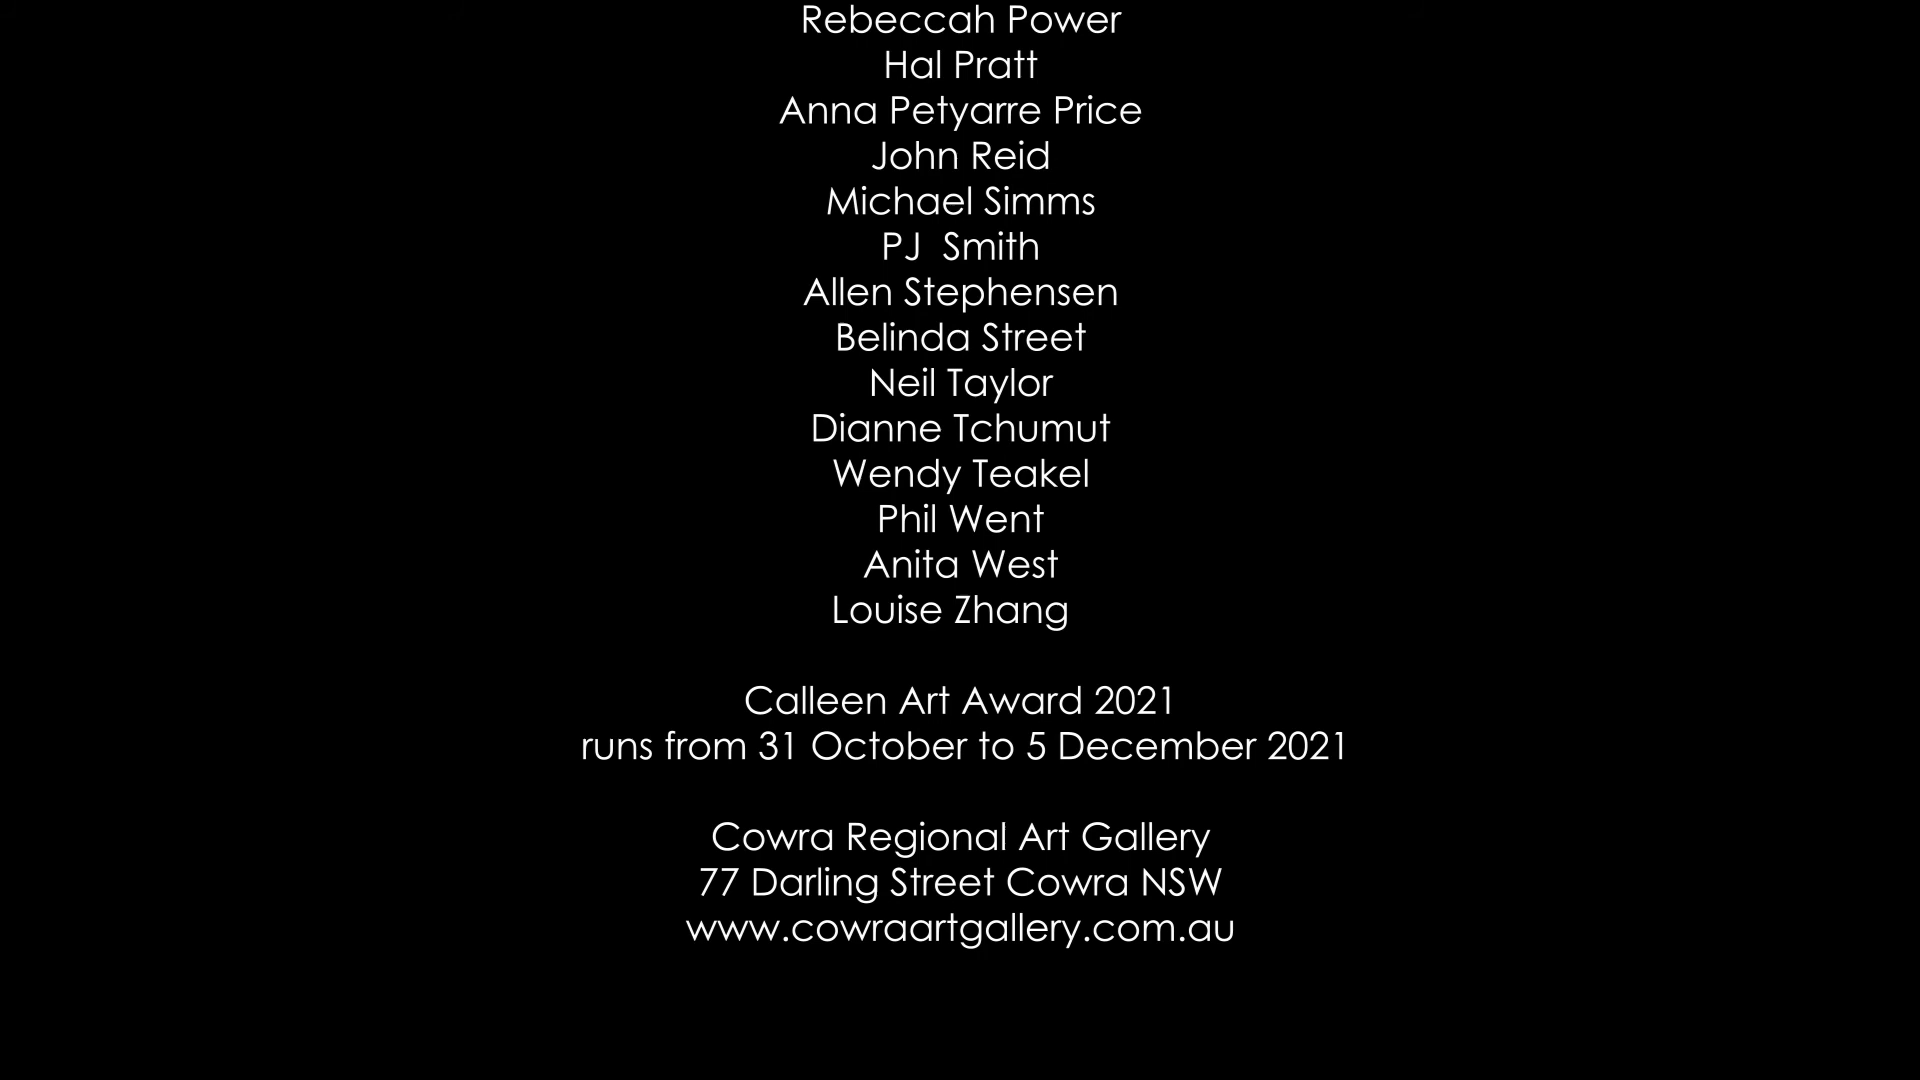 Rebeccah Power
Hal Pratt
Anna Petyarre Price
John Reid
Michael Simms
PJ  Smith
Allen Stephensen
Belinda Street
Neil Taylor
Dianne Tchumut
Wendy Teakel
Phil Went
Anita West
Louise Zhang
Calleen Art Award 2021
runs from 31 October to 5 December 2021
Cowra Regional Art Gallery
77 Darling Street Cowra NSW
www.cowraartgallery.com.au